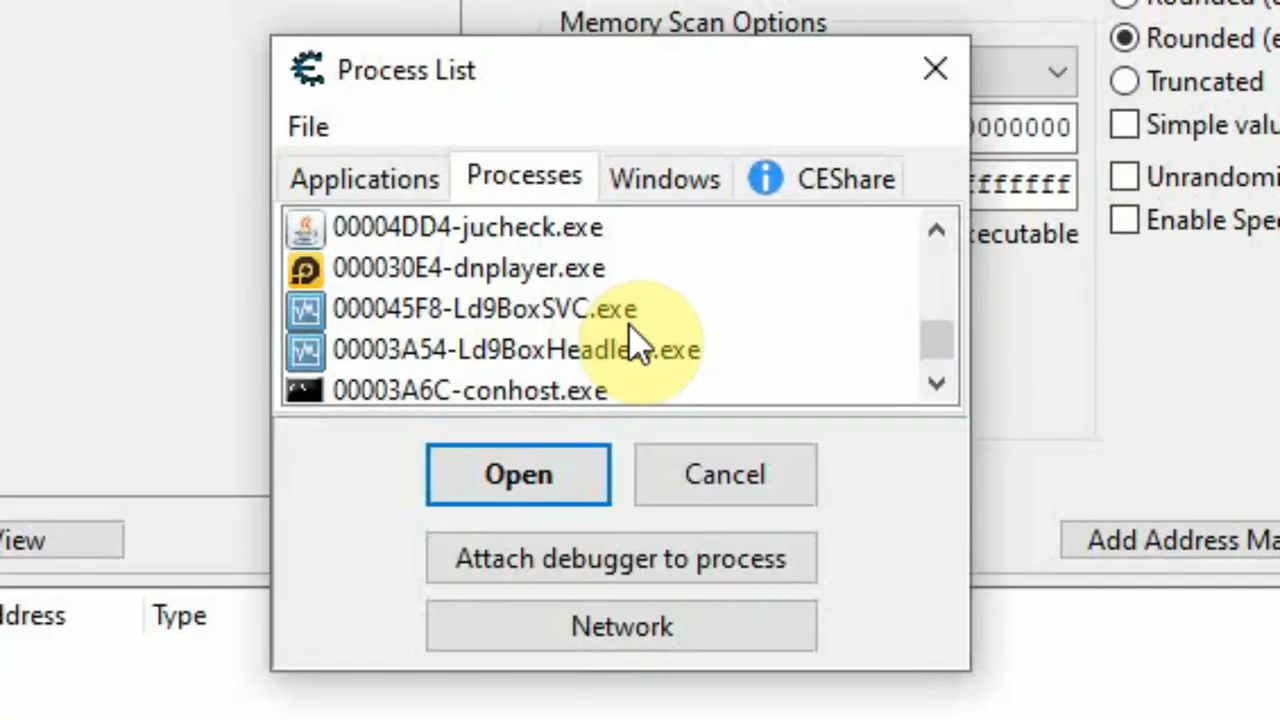 Memory Scan Options
Process List
File
Applications
Processes
Windows
CEShare
00004DD4-jucheck.exe
000030E4-dnplayer.exe
000045F8-Ld9BoxSVC.exe
00003A54-Ld9BoxHeadless.exe
00003A6C-conhost.exe
Open
Cancel
Attach debugger to process
Network
Rounded (e
Truncated
Simple valu
Unrandomi
Enable Spe
0000000
fffffff
ecutable
View
Add Address Ma
ddress
Type